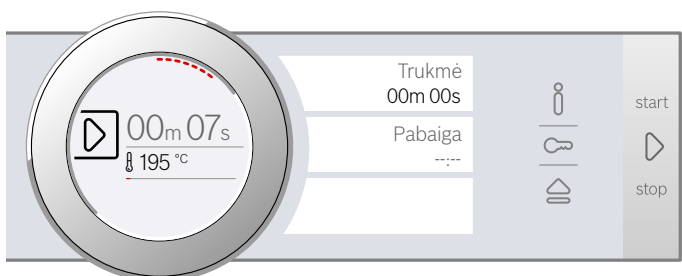 00m 07s
195 °C
Trukmė
00m 00s
Pabaiga
--:--
start
stop